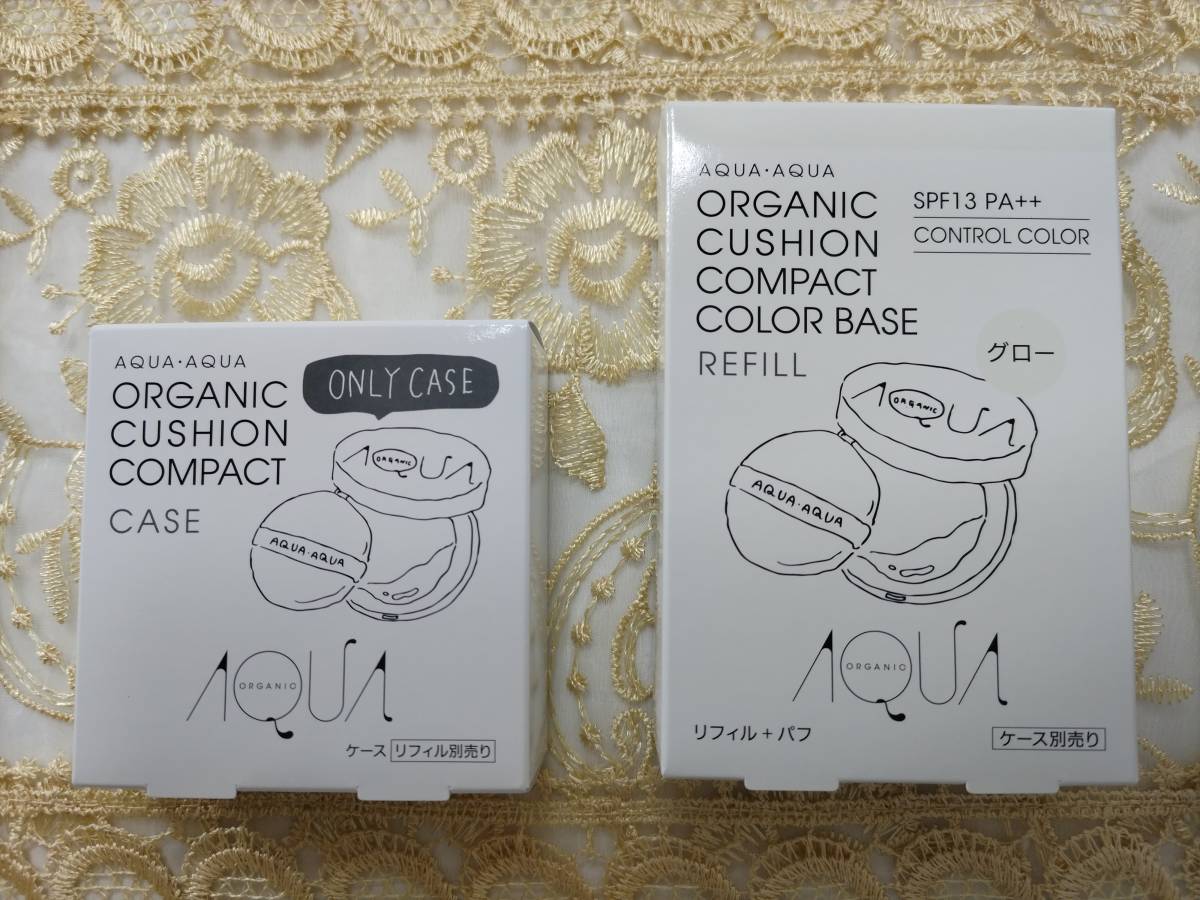 AQUA・AQUA
ORGANIC
CUSHION
COMPACT
CASE
ONLY CASE
AQUA
ORGANIC
AQUA・AQUA
AQUA
ORGANIC
ケース リフィル別売り
AQUA・AQUA
ORGANIC
CUSHION
COMPACT
COLOR BASE
REFILL
SPF13 PA++
CONTROL COLOR
グロー
AQUA
ORGANIC
AQUA・AQUA
AQUA
ORGANIC
リフィル + パフ
ケース別売り